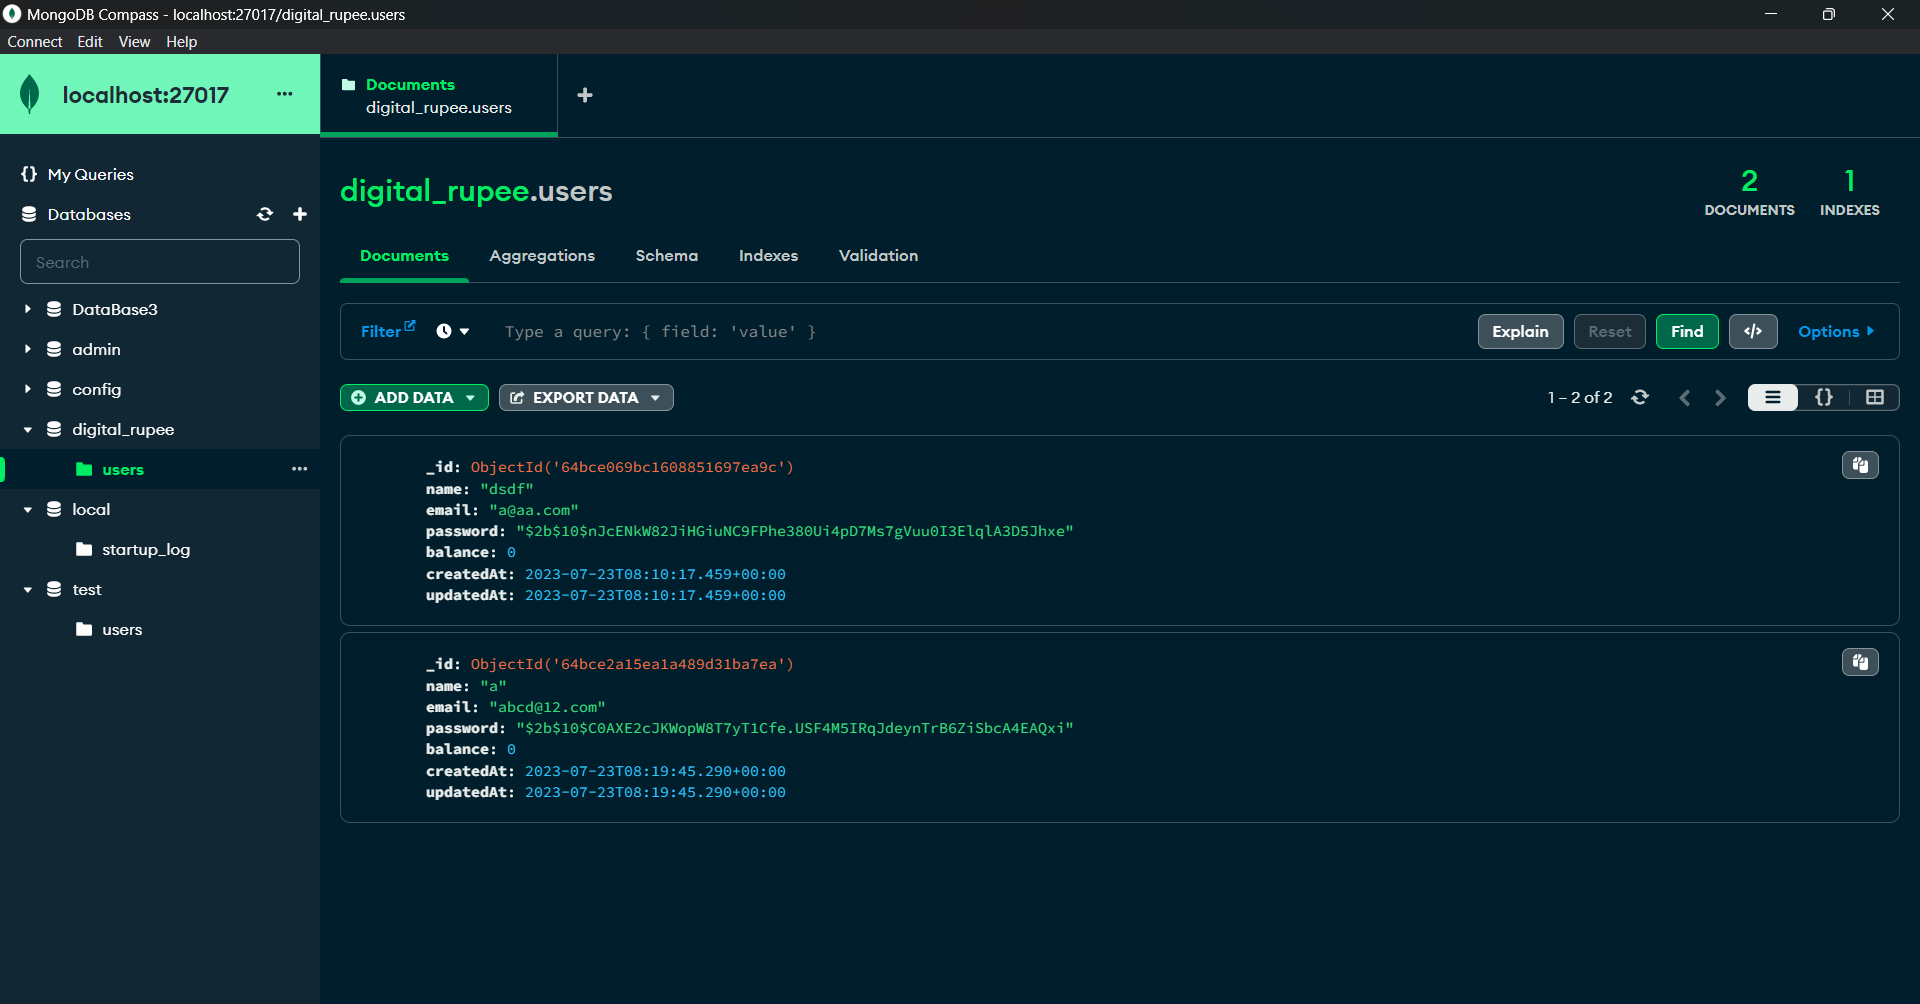 MongoDB Compass - localhost:27017/digital_rupee.users
Connect Edit View Help
localhost:27017 ...
Documents
digital_rupee.users
+
{} My Queries
Databases
Search
DataBase3
admin
config
digital_rupee
users ...
local
startup_log
test
users
digital_rupee.users
2 DOCUMENTS
1 INDEXES
Documents Aggregations Schema Indexes Validation
Filter Type a query: { field: 'value' } Explain Reset Find </> Options
ADD DATA EXPORT DATA 1 – 2 of 2 {}
_id: ObjectId('64bce069bc1608851697ea9c')
name: "dsdf"
email: "a@aa.com"
password: "$2b$10$nJcENkW82JiHGiuNC9FPhe380Ui4pD7Ms7gVuu0I3ElqlA3D5Jhxe"
balance: 0
createdAt: 2023-07-23T08:10:17.459+00:00
updatedAt: 2023-07-23T08:10:17.459+00:00
_id: ObjectId('64bce2a15ea1a489d31ba7ea')
name: "a"
email: "abcd@12.com"
password: "$2b$10$C0AXE2cJKWopW8T7yT1Cfe.USF4M5IRqJdeynTrB6ZiSbcA4EAQxi"
balance: 0
createdAt: 2023-07-23T08:19:45.290+00:00
updatedAt: 2023-07-23T08:19:45.290+00:00